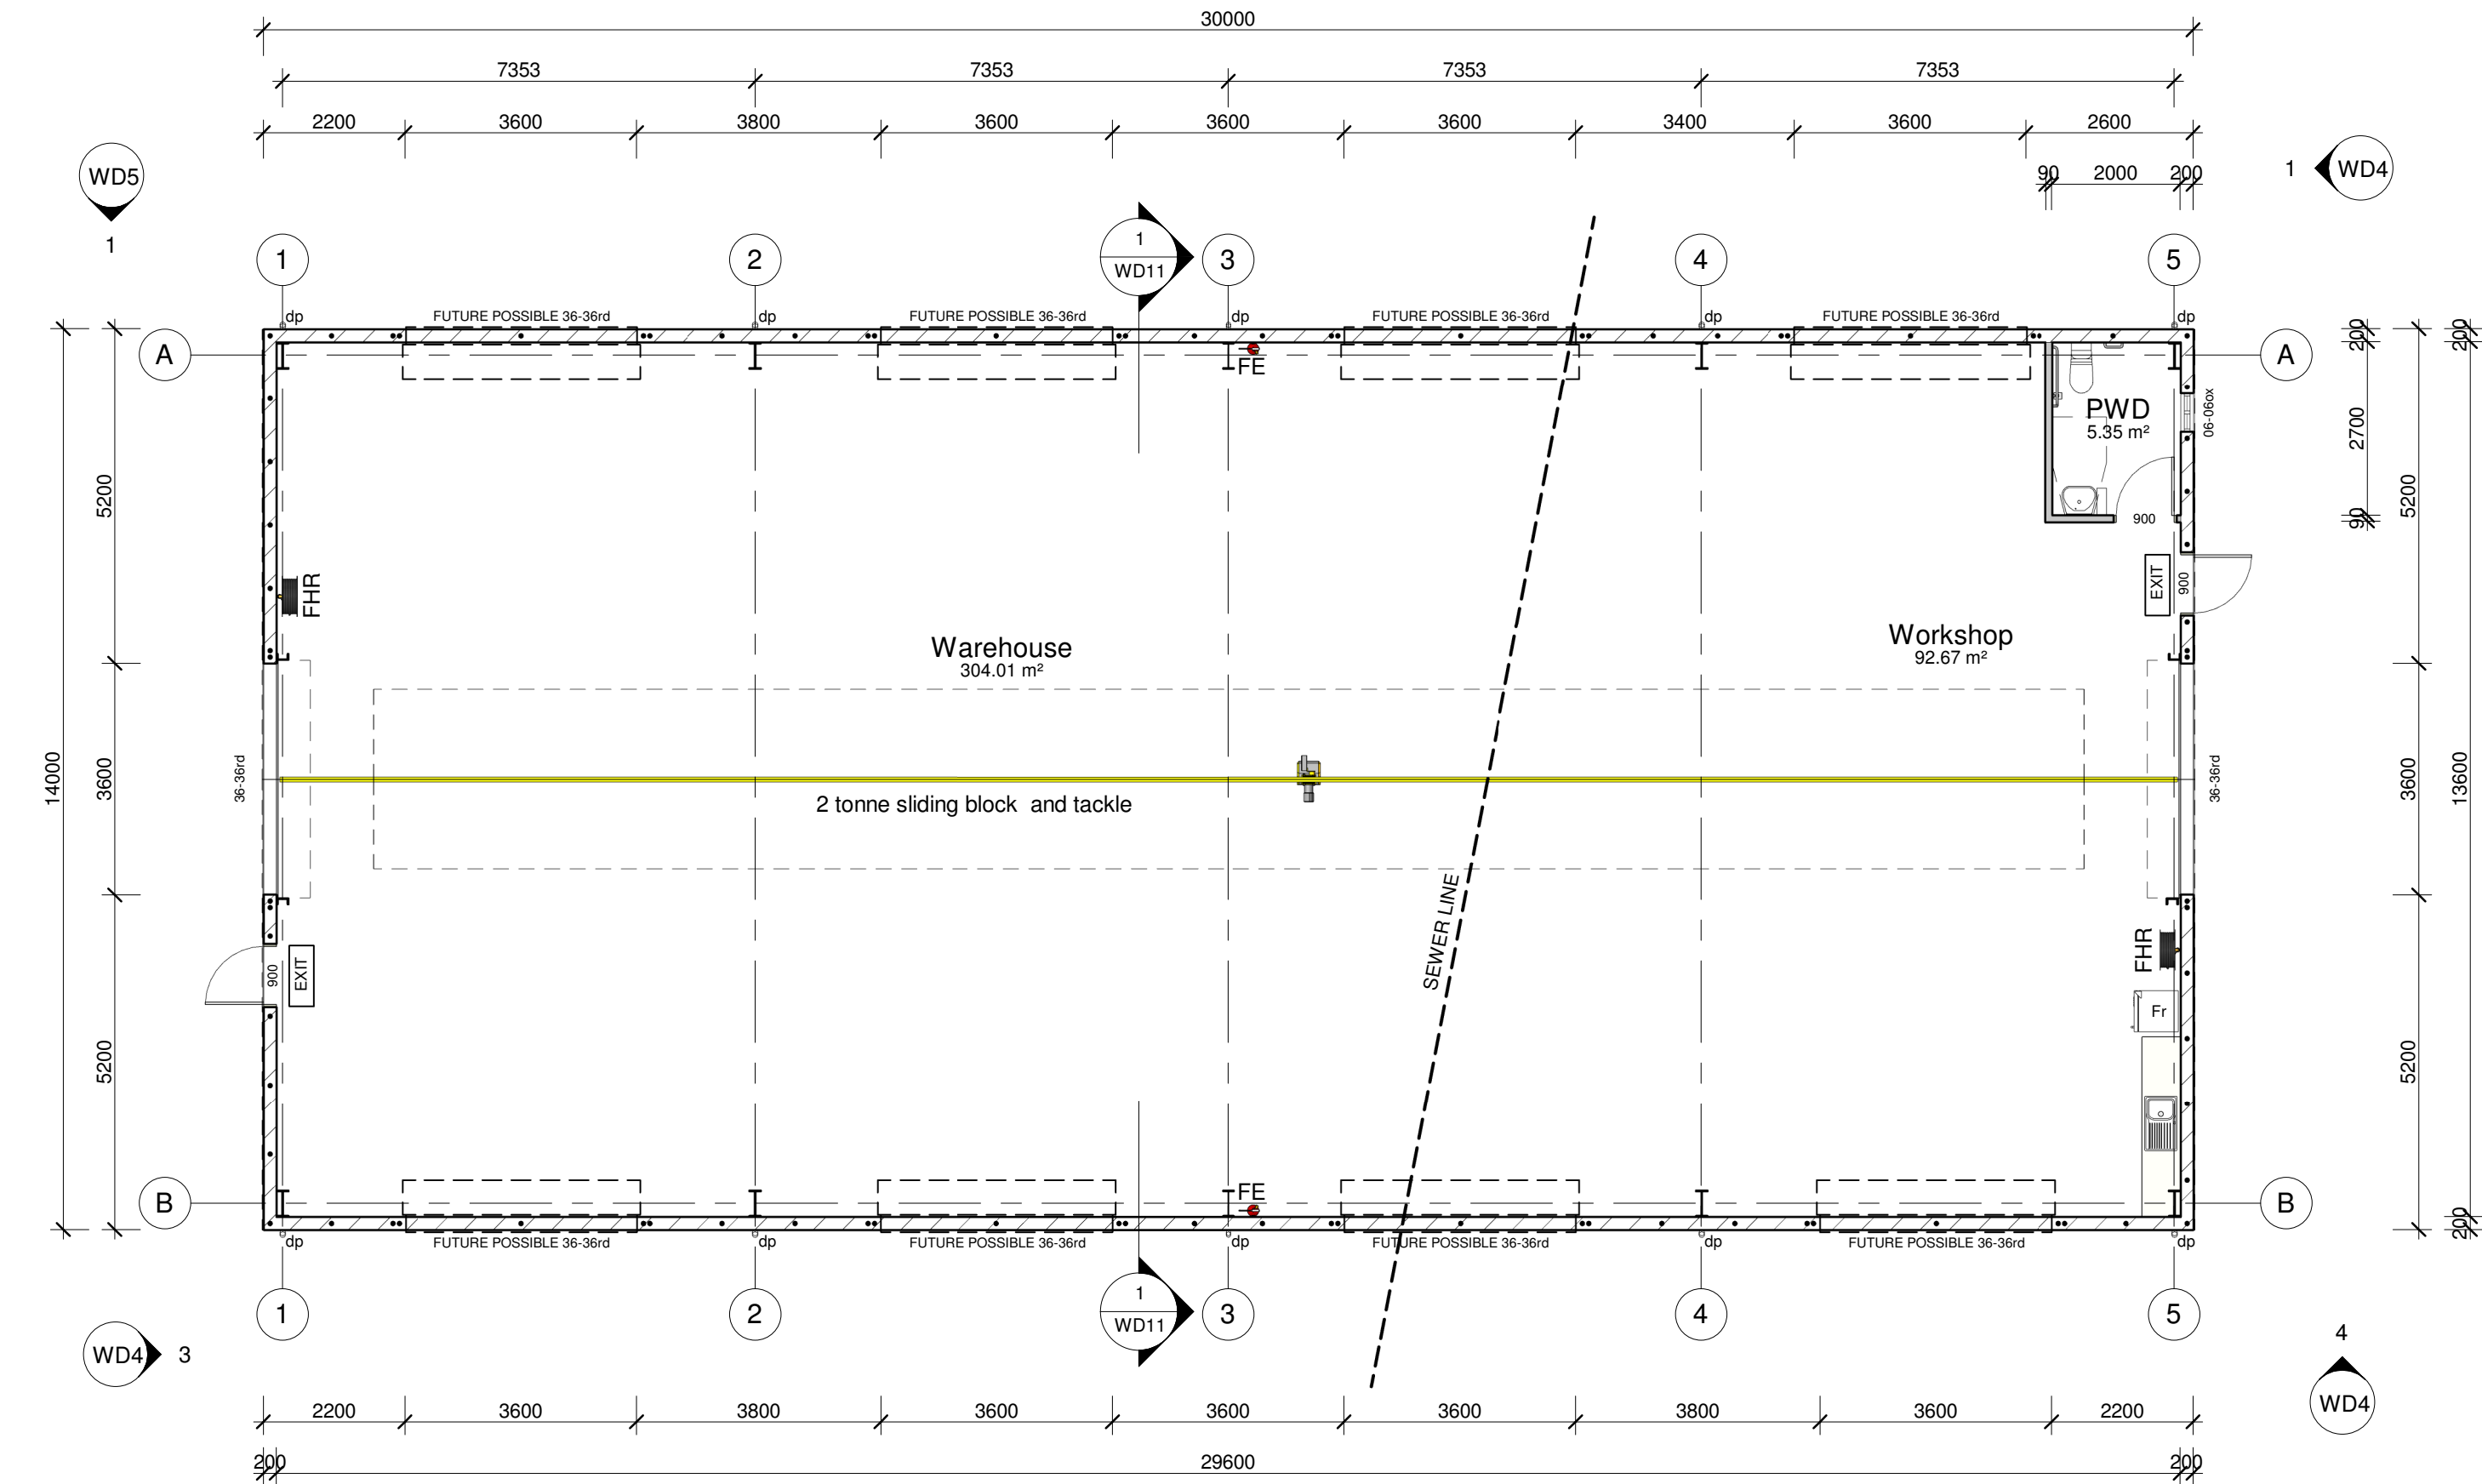 30000
7353 7353 7353 7353
2200 3600 3800 3600 3600 3600 3400 3600 2600
90 2000 200
WD5
1
1
WD4
1
WD11
1 2 3 4 5
dp dp dp dp dp
FUTURE POSSIBLE 36-36rd FUTURE POSSIBLE 36-36rd FUTURE POSSIBLE 36-36rd FUTURE POSSIBLE 36-36rd
A A
FE
PWD
5.35 m²
06-06ox
900
200
2700
90
5200
3600
5200
200
13600
200
14000
5200
3600
5200
FHR
EXIT
900
Warehouse
304.01 m²
Workshop
92.67 m²
36-36rd
36-36rd
2 tonne sliding block and tackle
SEWER LINE
900
EXIT
FHR
Fr
B B
FE
dp dp dp dp dp
FUTURE POSSIBLE 36-36rd FUTURE POSSIBLE 36-36rd FUTURE POSSIBLE 36-36rd FUTURE POSSIBLE 36-36rd
1 2 3 4 5
1
WD11
WD4
3
4
WD4
2200 3600 3800 3600 3600 3600 3800 3600 2200
200 29600 200